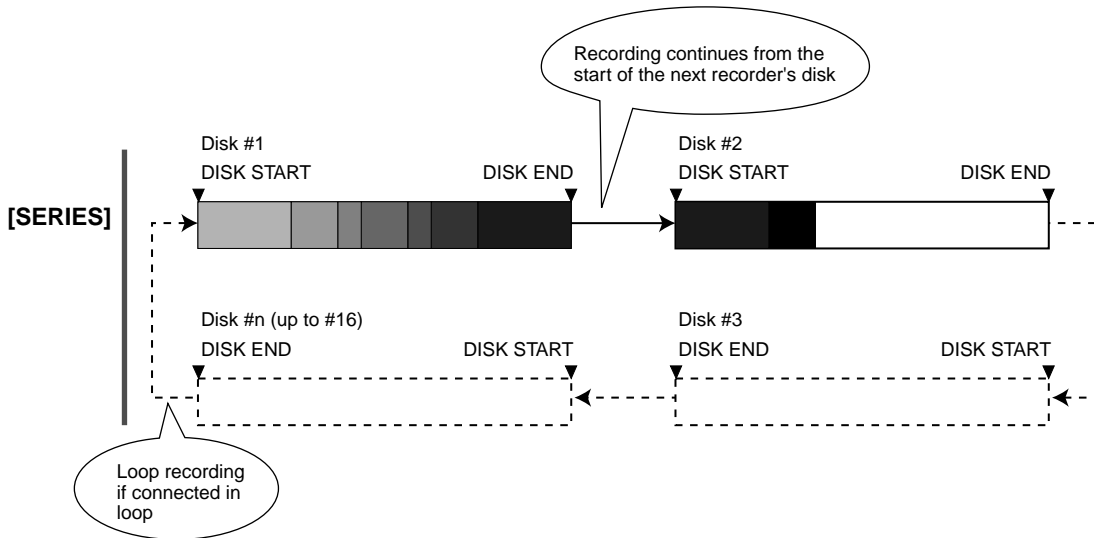 Recording continues from the
start of the next recorder's disk
Disk #1
DISK START
DISK END
Disk #2
DISK START
DISK END
[SERIES]
Disk #n (up to #16)
DISK END
DISK START
Disk #3
DISK END
DISK START
Loop recording
if connected in
loop